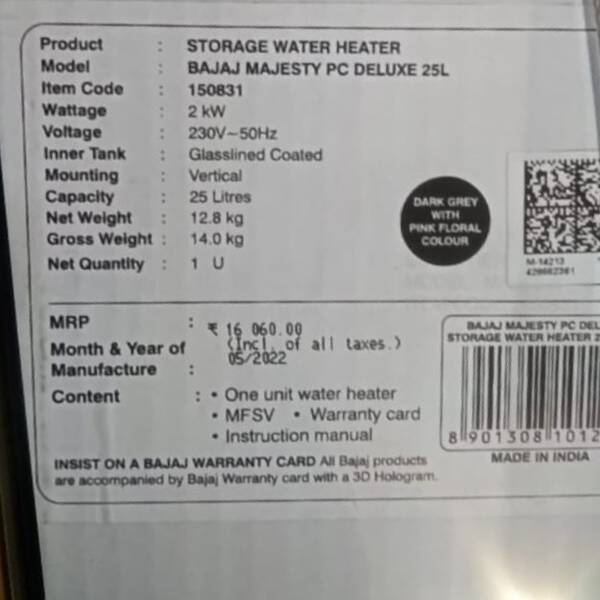 Product : STORAGE WATER HEATER
Model : BAJAJ MAJESTY PC DELUXE 25L
Item Code : 150831
Wattage : 2 kW
Voltage : 230V~50Hz
Inner Tank : Glasslined Coated
Mounting : Vertical
Capacity : 25 Litres
Net Weight : 12.8 kg
Gross Weight : 14.0 kg
Net Quantity : 1 U
DARK GREY
WITH
PINK FLORAL
COLOUR
M-14213
MRP : ₹ 16 060.00
(Incl. of all taxes.)
Month & Year of
Manufacture : 05/2022
Content : • One unit water heater
• MFSV • Warranty card
• Instruction manual
INSIST ON A BAJAJ WARRANTY CARD All Bajaj products
are accompanied by Bajaj Warranty card with a 3D Hologram.
BAJAJ MAJESTY PC DEL
STORAGE WATER HEATER 2
8 901308 1012
MADE IN INDIA